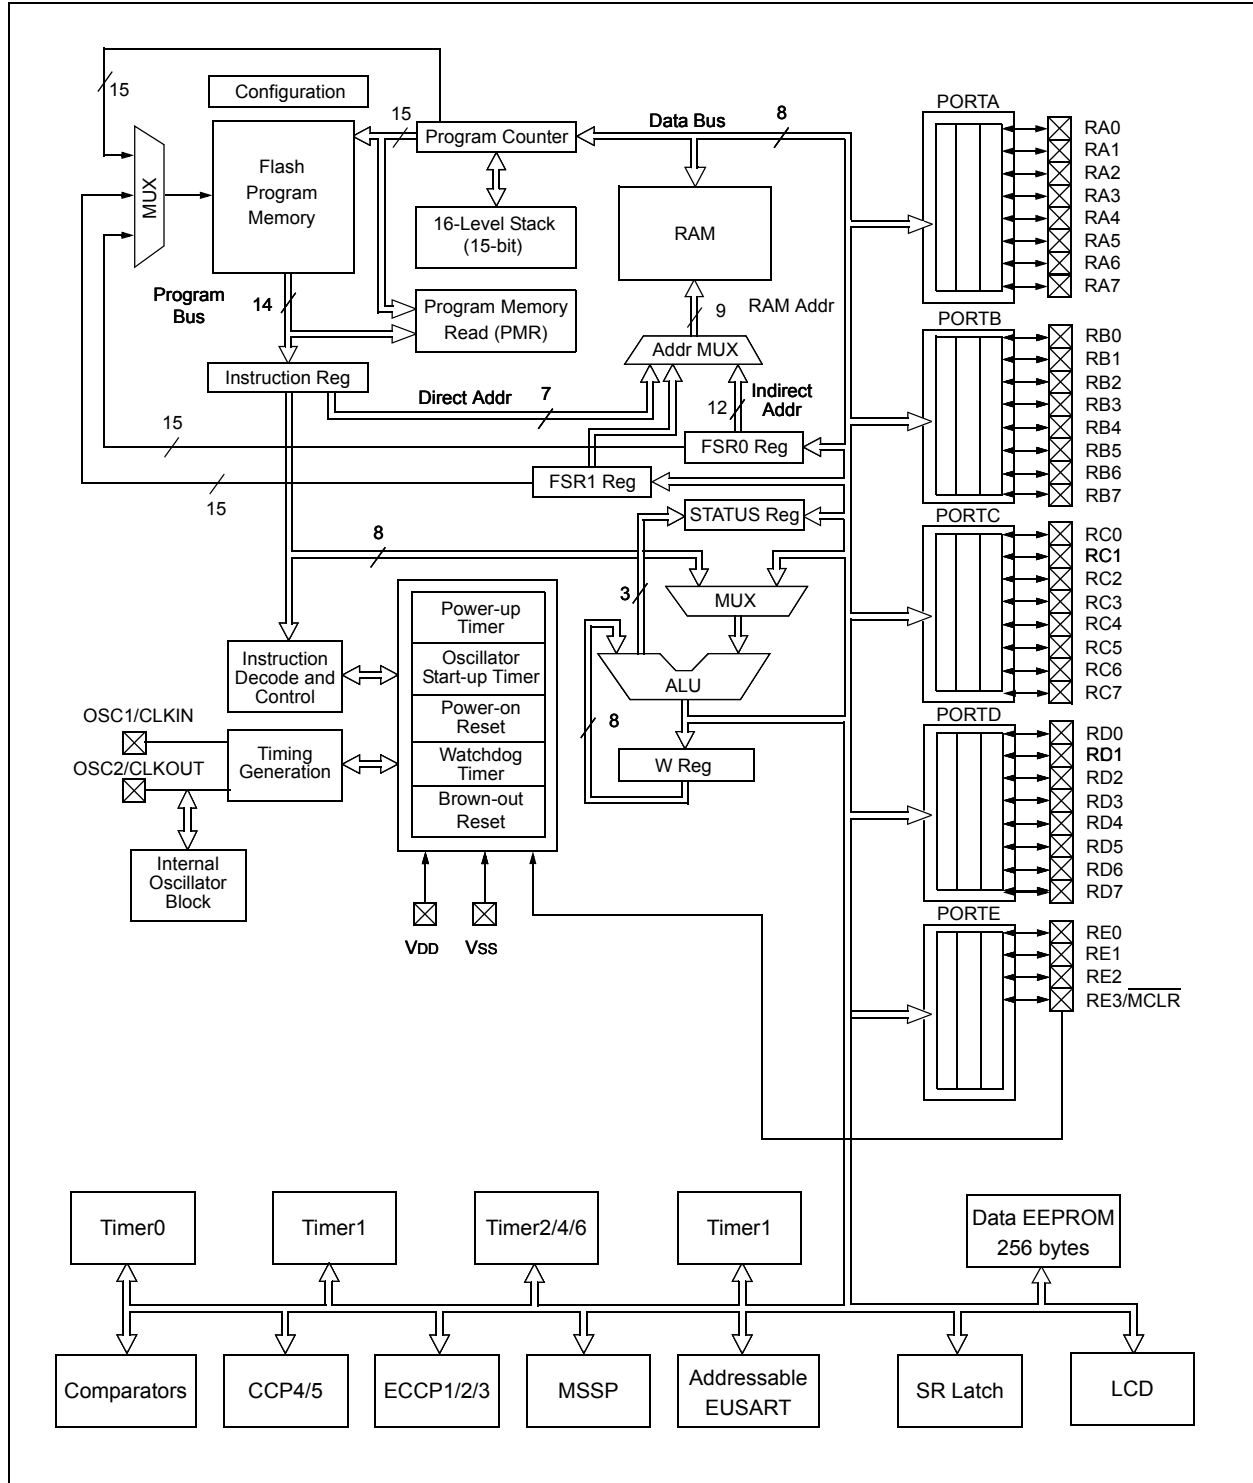 15
Configuration
15
Program Counter
Data Bus
8
MUX
Flash
Program
Memory
16-Level Stack
(15-bit)
RAM
Program
Bus
14
Program Memory
Read (PMR)
9
RAM Addr
Addr MUX
Instruction Reg
Direct Addr
7
12
Indirect
Addr
15
FSR0 Reg
FSR1 Reg
15
STATUS Reg
8
3
MUX
Power-up
Timer
Oscillator
Start-up Timer
Power-on
Reset
Watchdog
Timer
Brown-out
Reset
Instruction
Decode and
Control
ALU
8
W Reg
OSC1/CLKIN
OSC2/CLKOUT
Timing
Generation
Internal
Oscillator
Block
VDD
VSS
PORTA
RA0
RA1
RA2
RA3
RA4
RA5
RA6
RA7
PORTB
RB0
RB1
RB2
RB3
RB4
RB5
RB6
RB7
PORTC
RC0
RC1
RC2
RC3
RC4
RC5
RC6
RC7
PORTD
RD0
RD1
RD2
RD3
RD4
RD5
RD6
RD7
PORTE
RE0
RE1
RE2
RE3/MCLR
Timer0
Timer1
Timer2/4/6
Timer1
Data EEPROM
256 bytes
Comparators
CCP4/5
ECCP1/2/3
MSSP
Addressable
EUSART
SR Latch
LCD